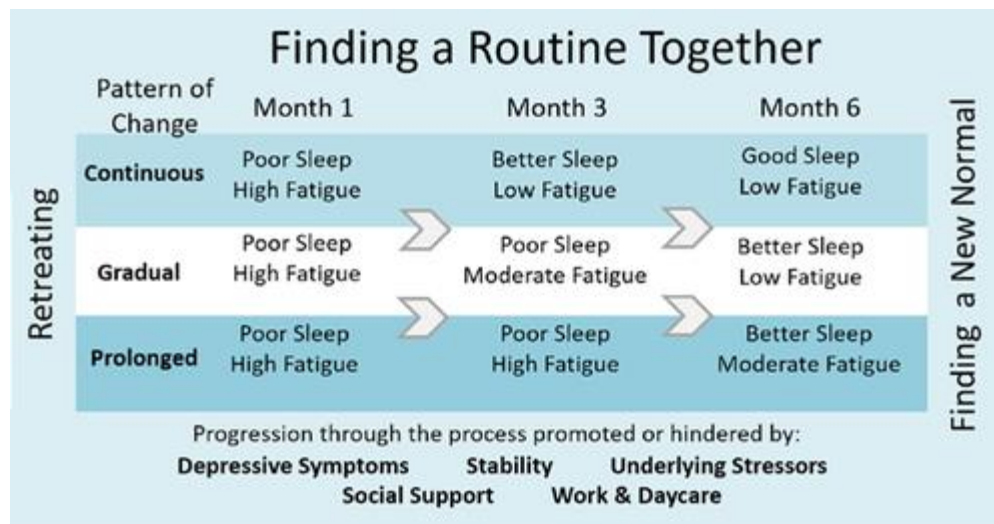 Finding a Routine Together
Pattern of
Change
Month 1
Month 3
Month 6
Retreating
Continuous
Poor Sleep
High Fatigue
Better Sleep
Low Fatigue
Good Sleep
Low Fatigue
Gradual
Poor Sleep
High Fatigue
Poor Sleep
Moderate Fatigue
Better Sleep
Low Fatigue
Prolonged
Poor Sleep
High Fatigue
Poor Sleep
High Fatigue
Better Sleep
Moderate Fatigue
Finding a New Normal
Progression through the process promoted or hindered by:
Depressive Symptoms Stability Underlying Stressors
Social Support Work & Daycare